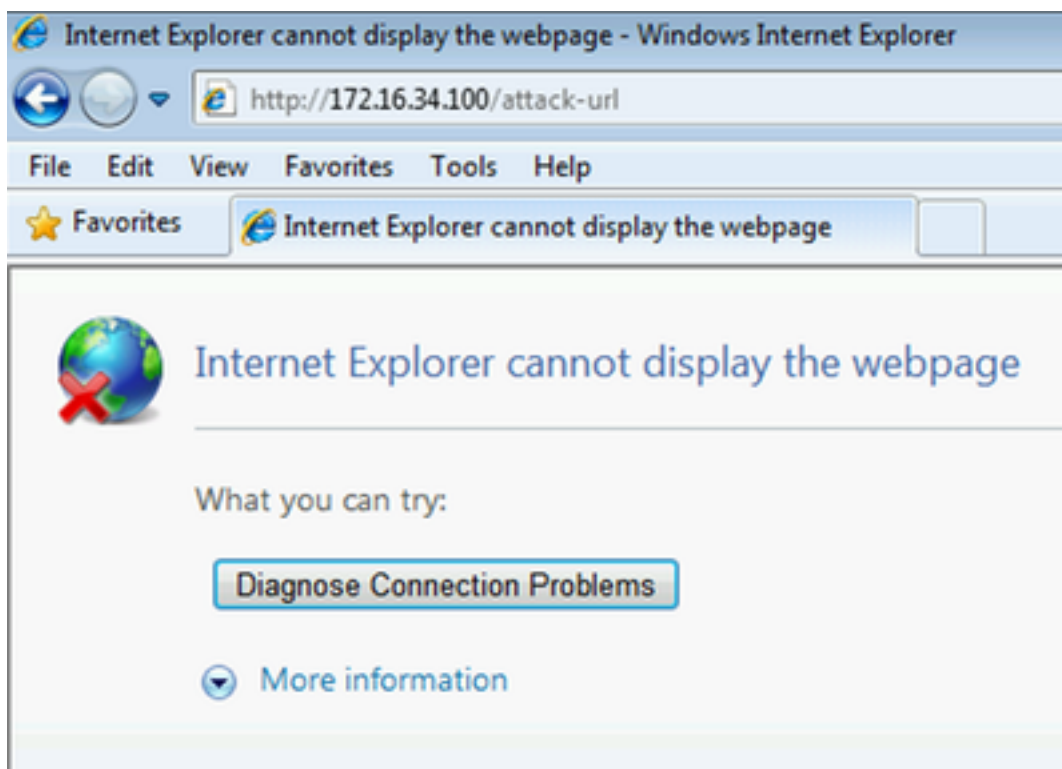 Internet Explorer cannot display the webpage - Windows Internet Explorer
http://172.16.34.100/attack-url
File Edit View Favorites Tools Help
Favorites Internet Explorer cannot display the webpage
Internet Explorer cannot display the webpage
What you can try:
Diagnose Connection Problems
More information